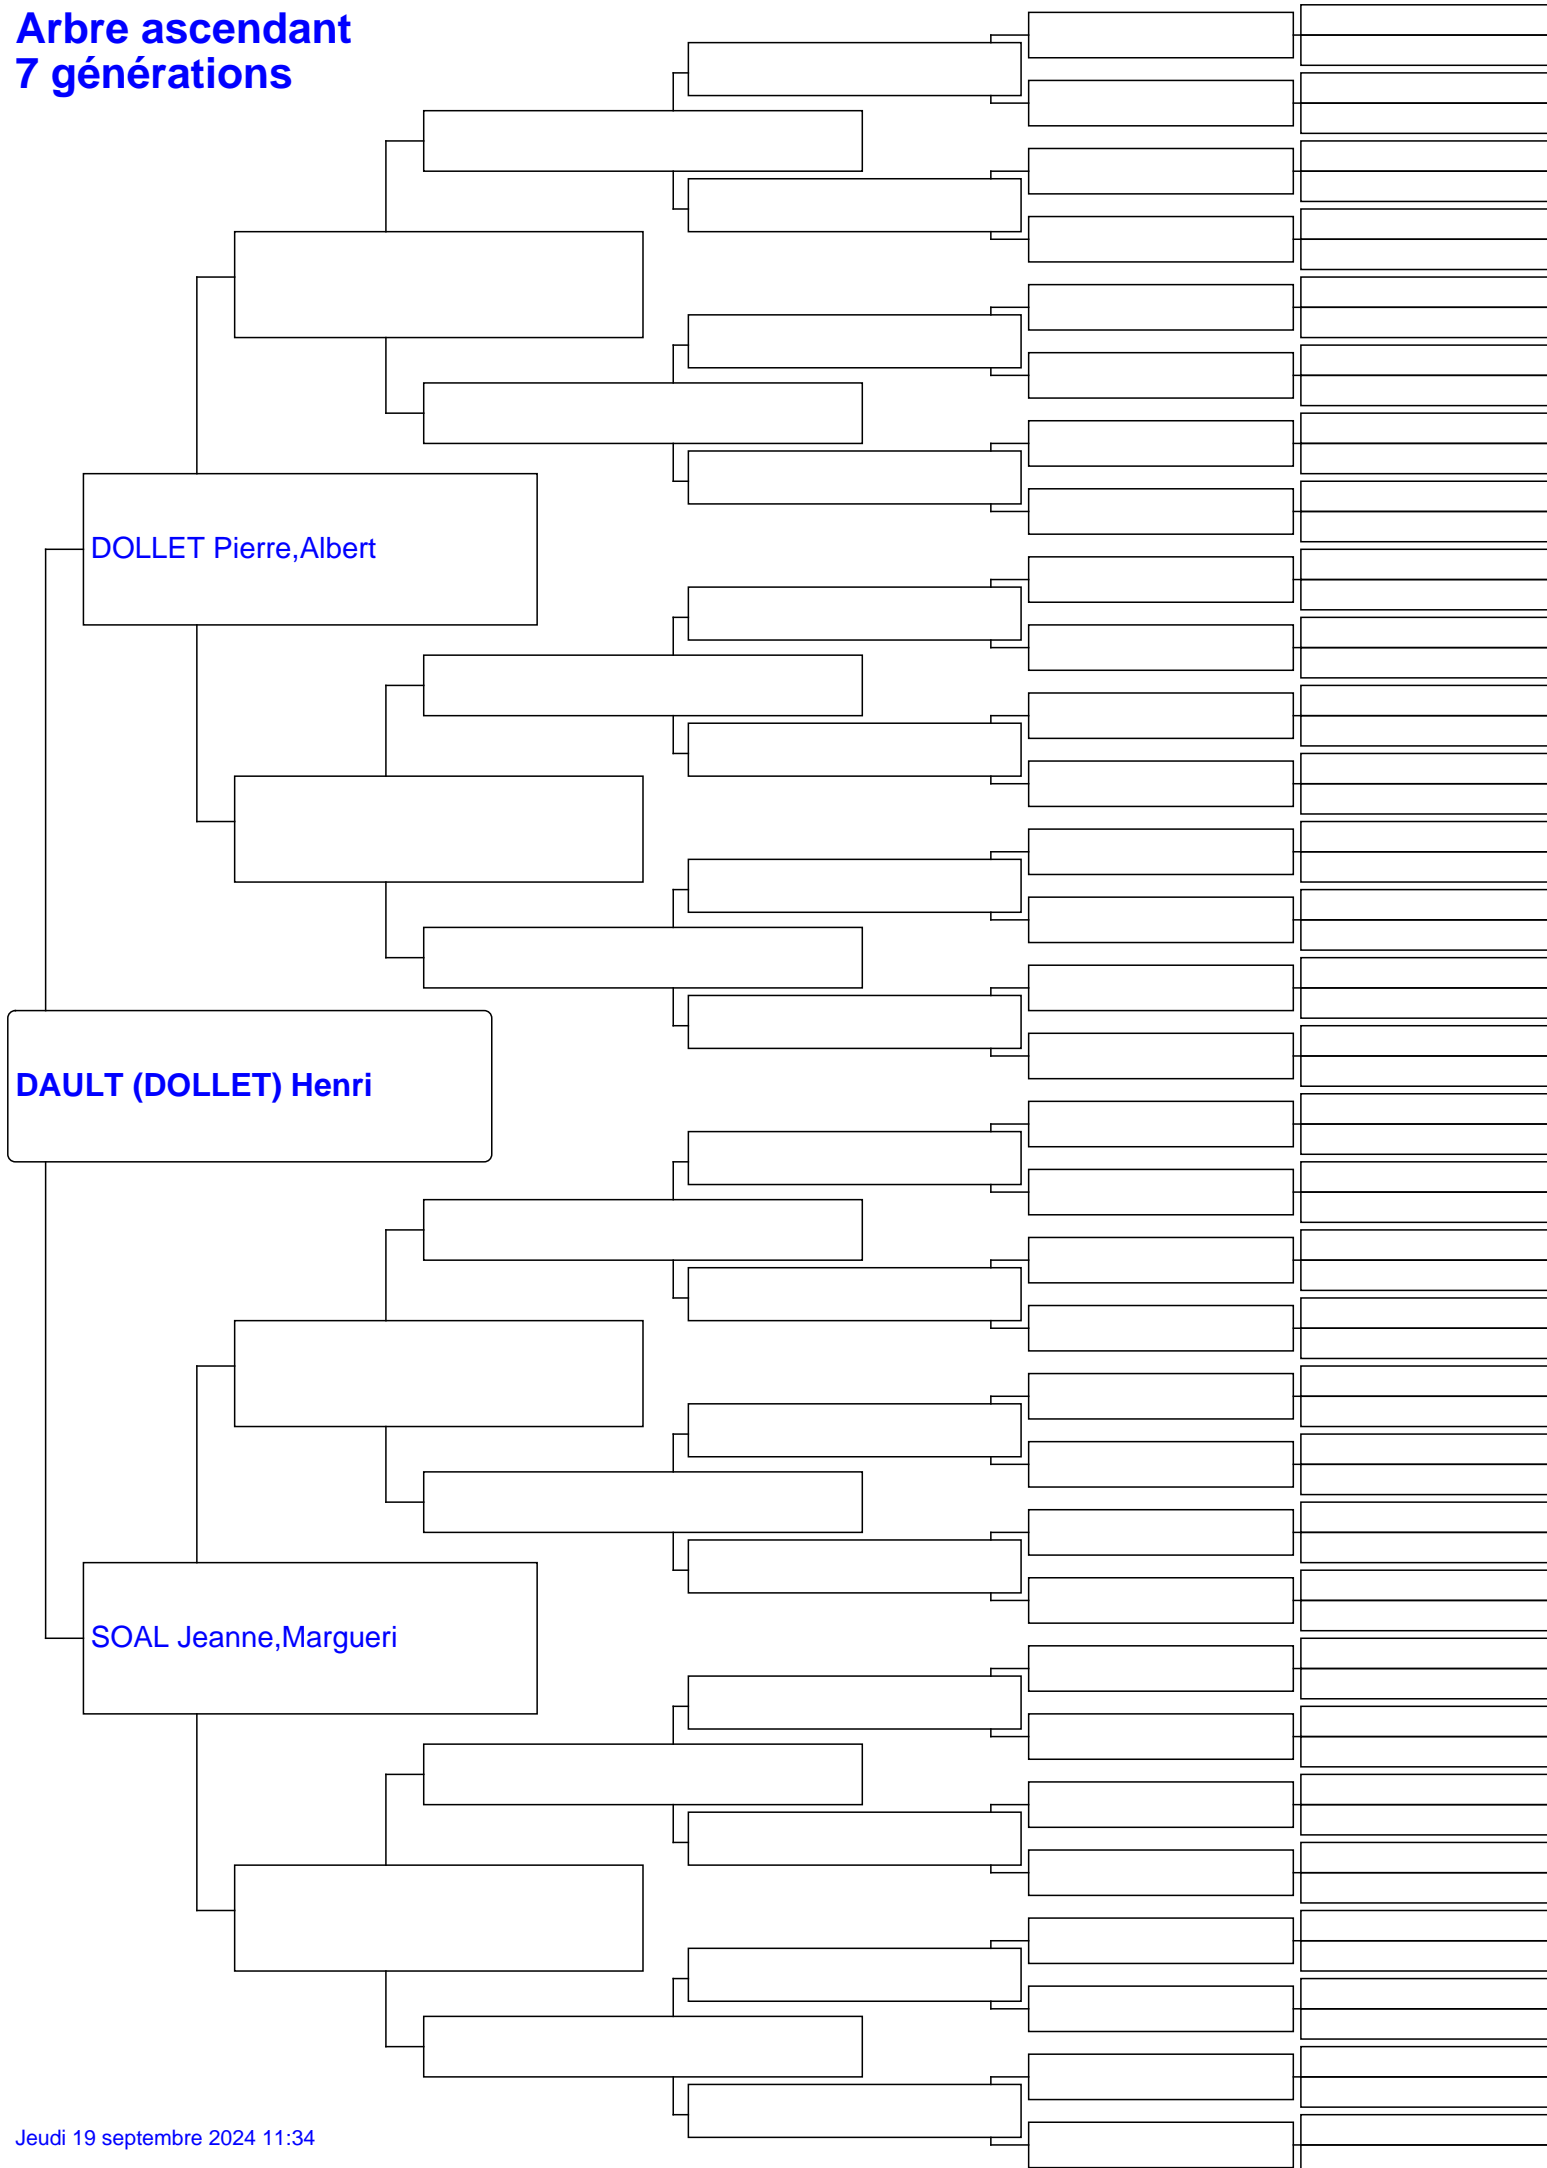 Arbre ascendant
7 générations
DOLLET Pierre,Albert
DAULT (DOLLET) Henri
SOAL Jeanne,Margueri
Jeudi 19 septembre 2024 11:34